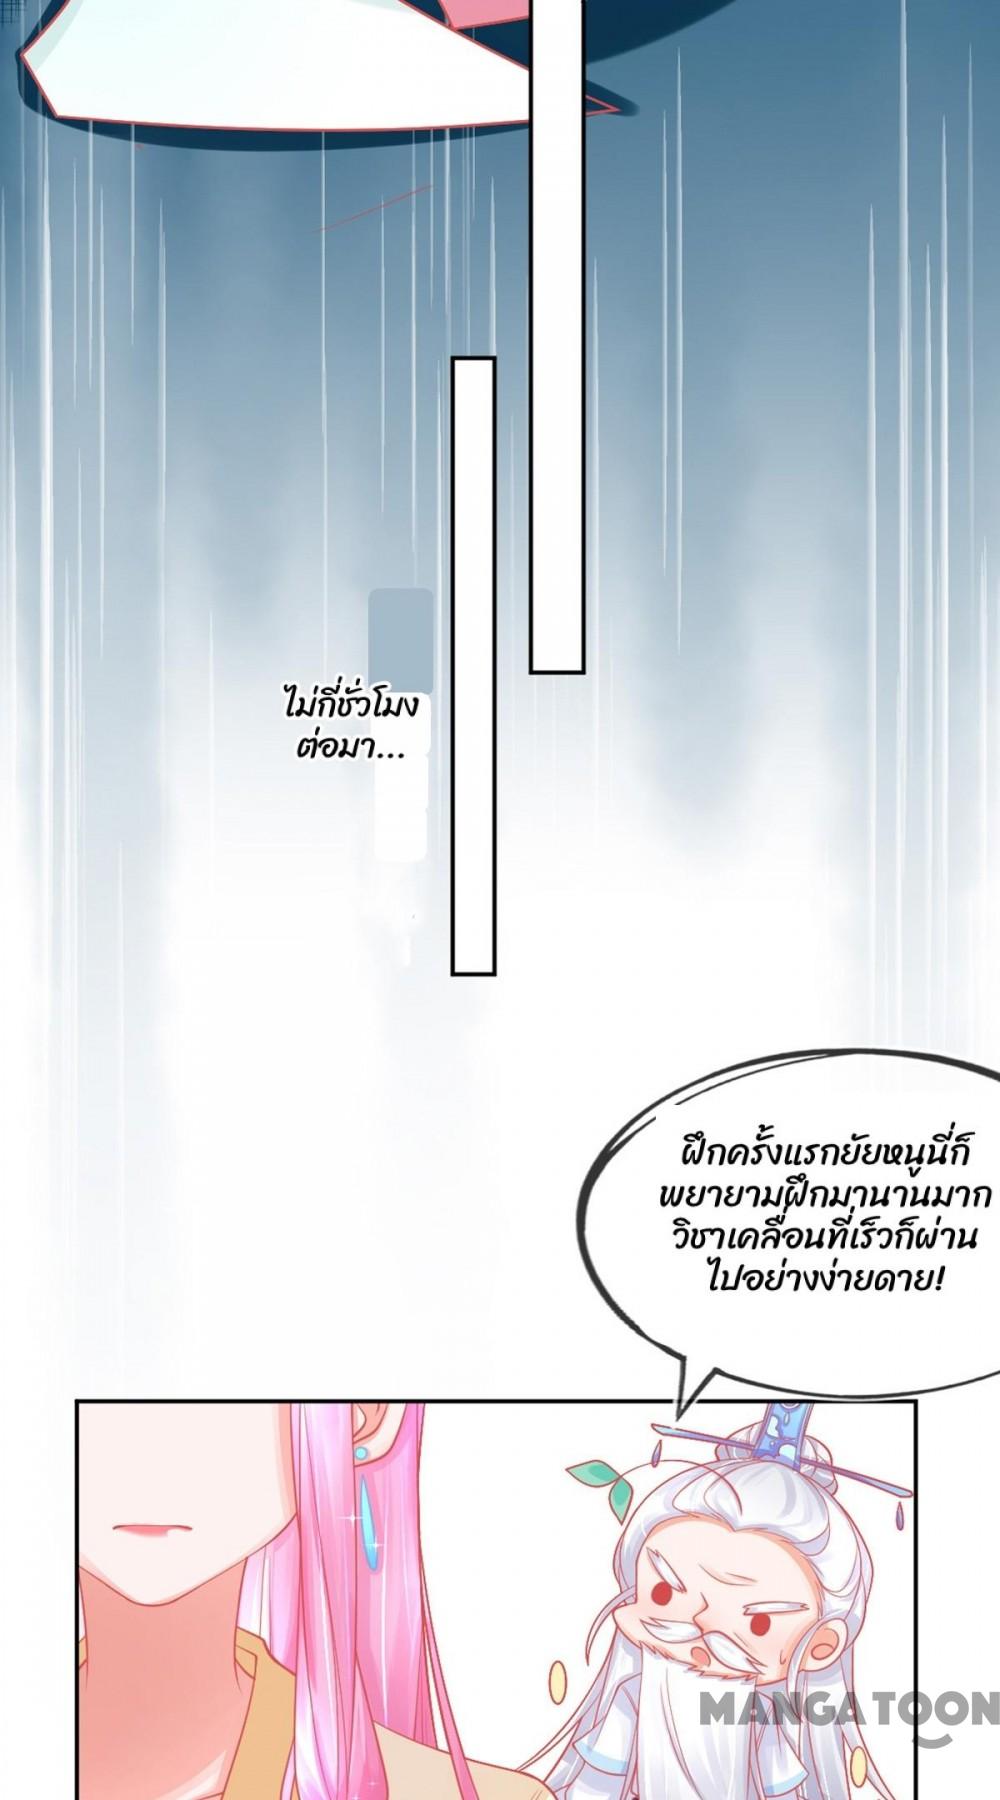 ไม่กี่ชั่วโมง
ต่อมา...
ฝึกครั้งแรกยัยหนูนี่ก็
พยายามฝึกมานานมาก
วิชาเคลื่อนที่เร็วก็ผ่าน
ไปอย่างง่ายดาย!
MANGATOON